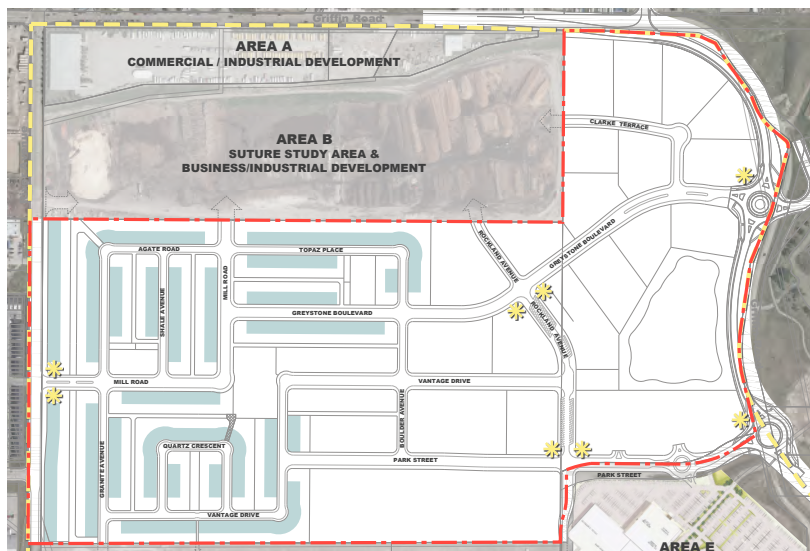 Griffin Road
AREA A
COMMERCIAL / INDUSTRIAL DEVELOPMENT
AREA B
SUTURE STUDY AREA &
BUSINESS/INDUSTRIAL DEVELOPMENT
CLARKE TERRACE
AGATE ROAD
TOPAZ PLACE
ROCKLAND AVENUE
GREYSTONE BOULEVARD
MILL ROAD
SHALE AVENUE
GREYSTONE BOULEVARD
ROCKLAND AVENUE
MILL ROAD
VANTAGE DRIVE
BOULDER AVENUE
QUARTZ CRESCENT
GRANITE AVENUE
PARK STREET
PARK STREET
VANTAGE DRIVE
AREA E